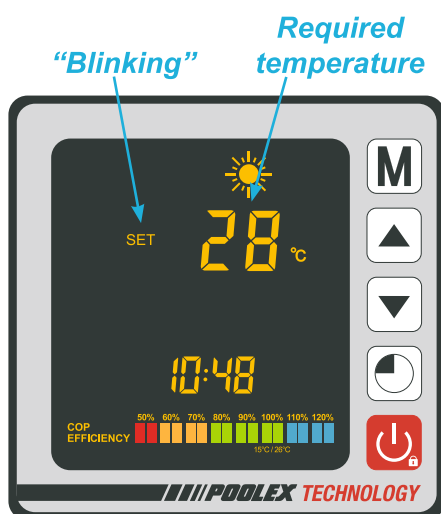 Required
“Blinking” temperature
SET 28 °C
10:48
50% 60% 70% 80% 90% 100% 110% 120%
COP
EFFICIENCY
15°C / 26°C
M
POOLEX TECHNOLOGY